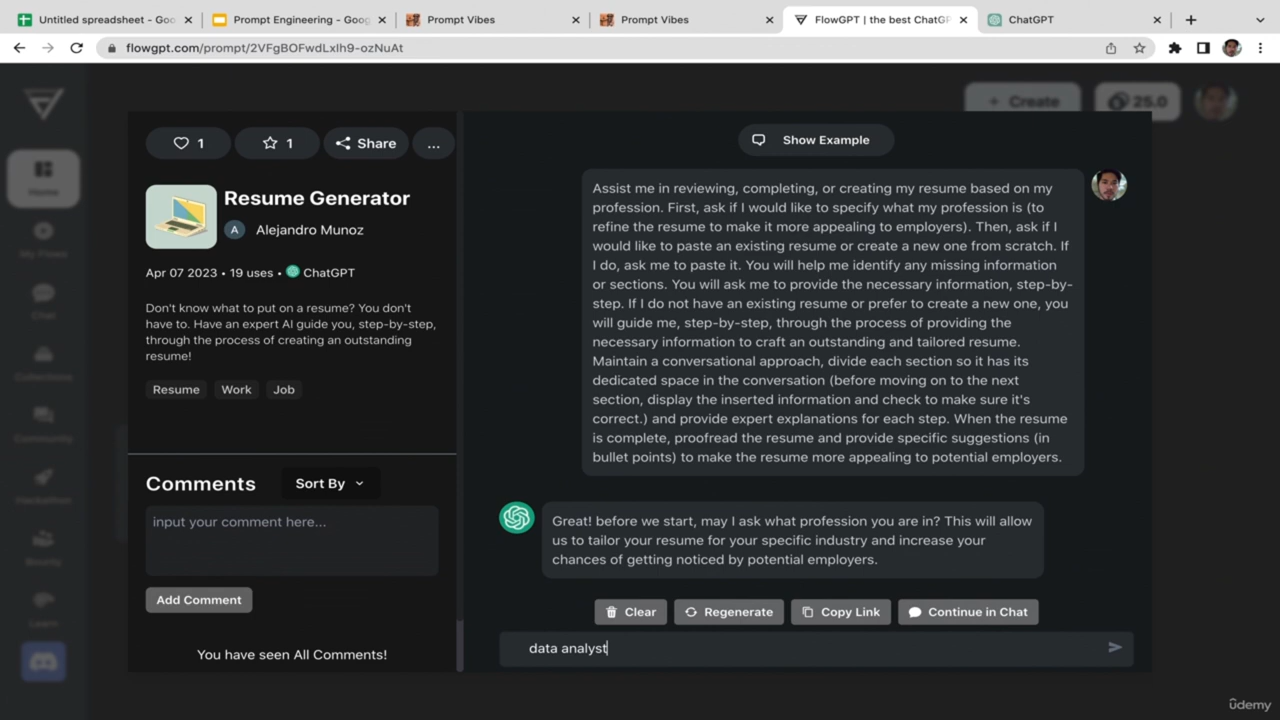 Untitled spreadsheet - Goo
Prompt Engineering - Goog
Prompt Vibes
Prompt Vibes
FlowGPT | the best ChatGP
ChatGPT
flowgpt.com/prompt/2VFgBOFwdLxIh9-ozNuAt
Create
25.0
Home
My Flows
Chat
Collections
Community
Hackathon
Bounty
Learn
1
1
Share
...
Resume Generator
A
Alejandro Munoz
Apr 07 2023 • 19 uses • ChatGPT
Don't know what to put on a resume? You don't
have to. Have an expert AI guide you, step-by-step,
through the process of creating an outstanding
resume!
Resume
Work
Job
Comments
Sort By
input your comment here...
Add Comment
You have seen All Comments!
Show Example
Assist me in reviewing, completing, or creating my resume based on my
profession. First, ask if I would like to specify what my profession is (to
refine the resume to make it more appealing to employers). Then, ask if I
would like to paste an existing resume or create a new one from scratch. If
I do, ask me to paste it. You will help me identify any missing information
or sections. You will ask me to provide the necessary information, step-by-
step. If I do not have an existing resume or prefer to create a new one, you
will guide me, step-by-step, through the process of providing the
necessary information to craft an outstanding and tailored resume.
Maintain a conversational approach, divide each section so it has its
dedicated space in the conversation (before moving on to the next
section, display the inserted information and check to make sure it's
correct.) and provide expert explanations for each step. When the resume
is complete, proofread the resume and provide specific suggestions (in
bullet points) to make the resume more appealing to potential employers.
Great! before we start, may I ask what profession you are in? This will allow
us to tailor your resume for your specific industry and increase your
chances of getting noticed by potential employers.
Clear
Regenerate
Copy Link
Continue in Chat
data analyst
ûdemy